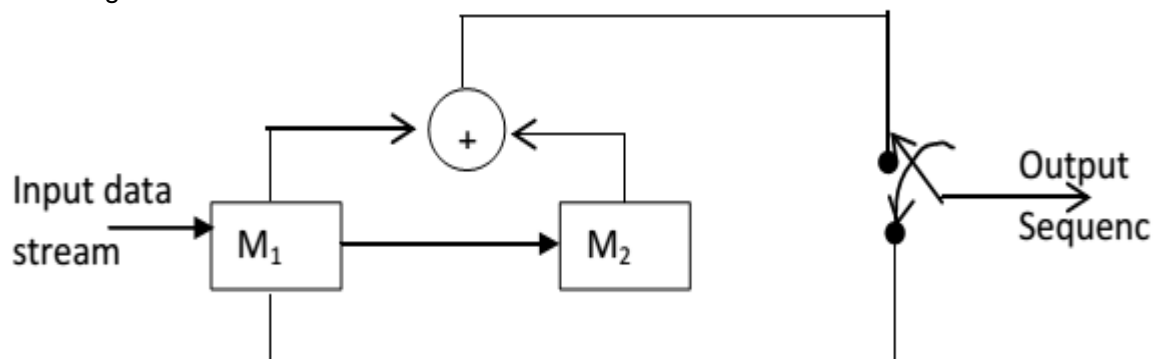 +
Input data
stream
M₁
M₂
Output
Sequenc